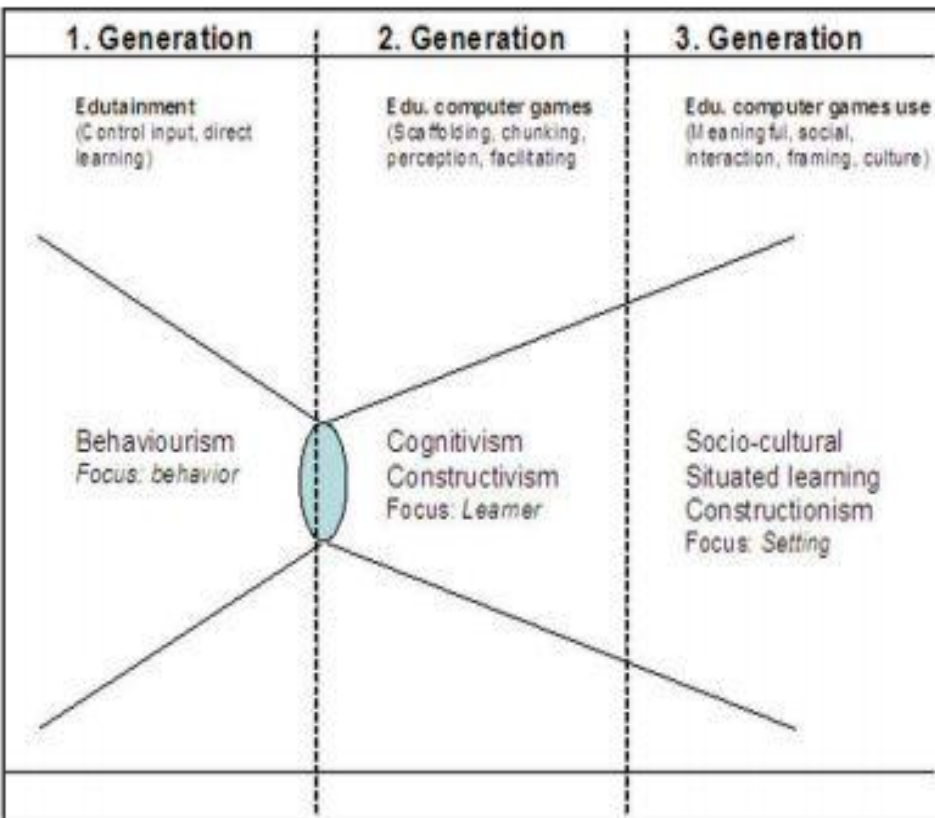 1. Generation
2. Generation
3. Generation
Edutainment
(Control input, direct
learning)
Edu. computer games
(Scaffolding, chunking,
perception, facilitating
Edu. computer games use
(Meaningful, social,
interaction, framing, culture)
Behaviourism
Focus: behavior
Cognitivism
Constructivism
Focus: Learner
Socio-cultural
Situated learning
Constructionism
Focus: Setting